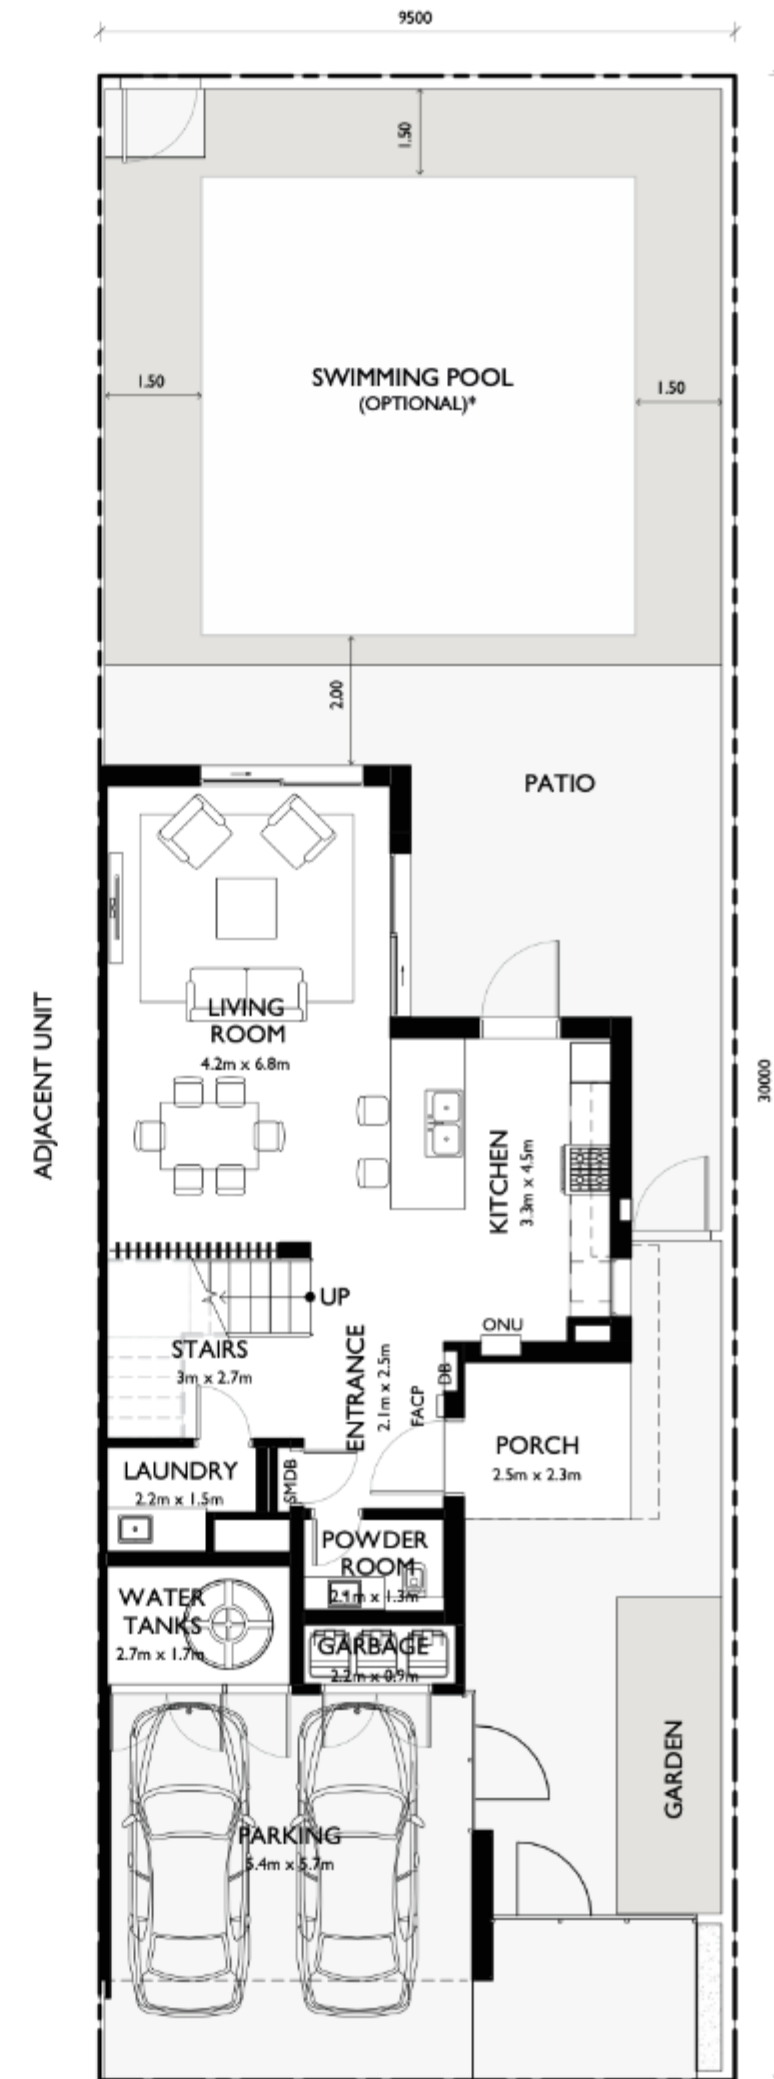 9500
1.50
SWIMMING POOL
(OPTIONAL)*
1.50
1.50
2.00
PATIO
ADJACENT UNIT
LIVING
ROOM
4.2m x 6.8m
30000
KITCHEN
3.3m x 4.5m
UP
ONU
STAIRS
3m x 2.7m
ENTRANCE
2.1m x 2.5m
FACP
DB
PORCH
2.5m x 2.3m
LAUNDRY
2.2m x 1.5m
SMDB
POWDER
ROOM
2.1m x 1.3m
WATER
TANKS
2.7m x 1.7m
GARBAGE
2.2m x 0.9m
GARDEN
PARKING
5.4m x 5.7m